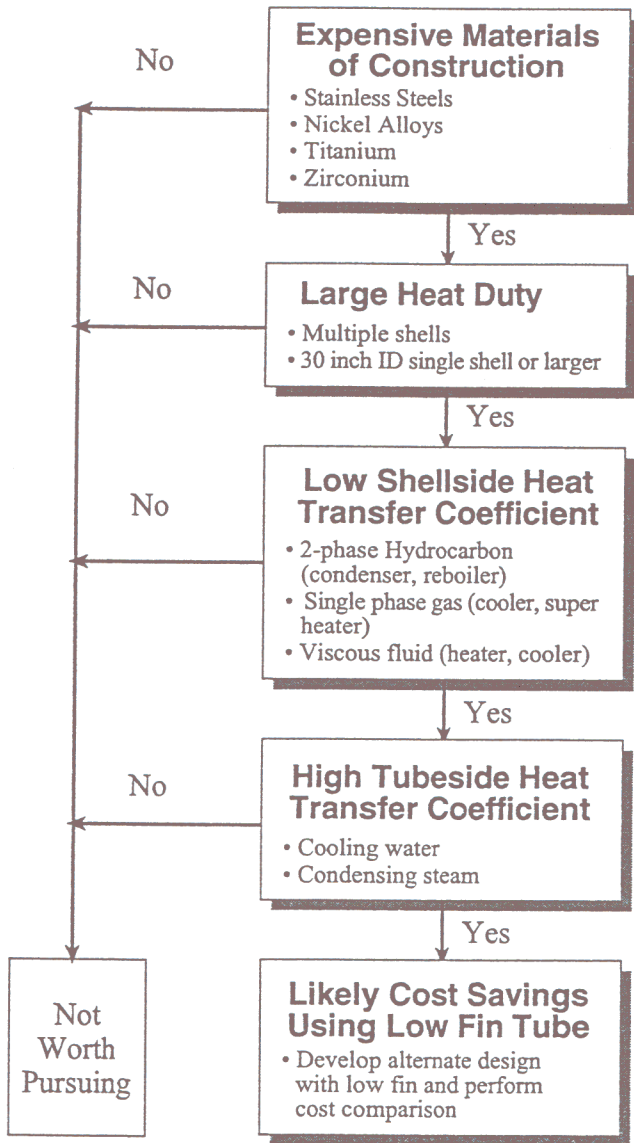 Expensive Materials
of Construction
• Stainless Steels
• Nickel Alloys
• Titanium
• Zirconium
No
Yes
Large Heat Duty
• Multiple shells
• 30 inch ID single shell or larger
No
Yes
Low Shellside Heat
Transfer Coefficient
• 2-phase Hydrocarbon
(condenser, reboiler)
• Single phase gas (cooler, super
heater)
• Viscous fluid (heater, cooler)
No
Yes
High Tubeside Heat
Transfer Coefficient
• Cooling water
• Condensing steam
No
Yes
Not
Worth
Pursuing
Likely Cost Savings
Using Low Fin Tube
• Develop alternate design
with low fin and perform
cost comparison